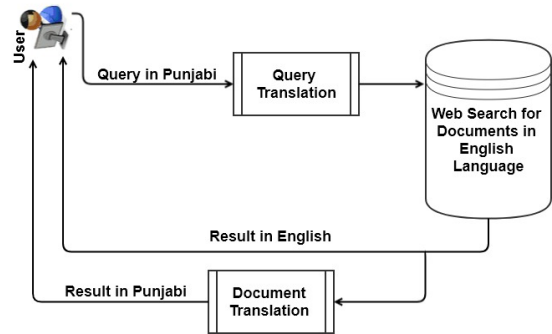 User
Query in Punjabi
Query
Translation
Web Search for
Documents in
English
Language
Result in English
Result in Punjabi
Document
Translation